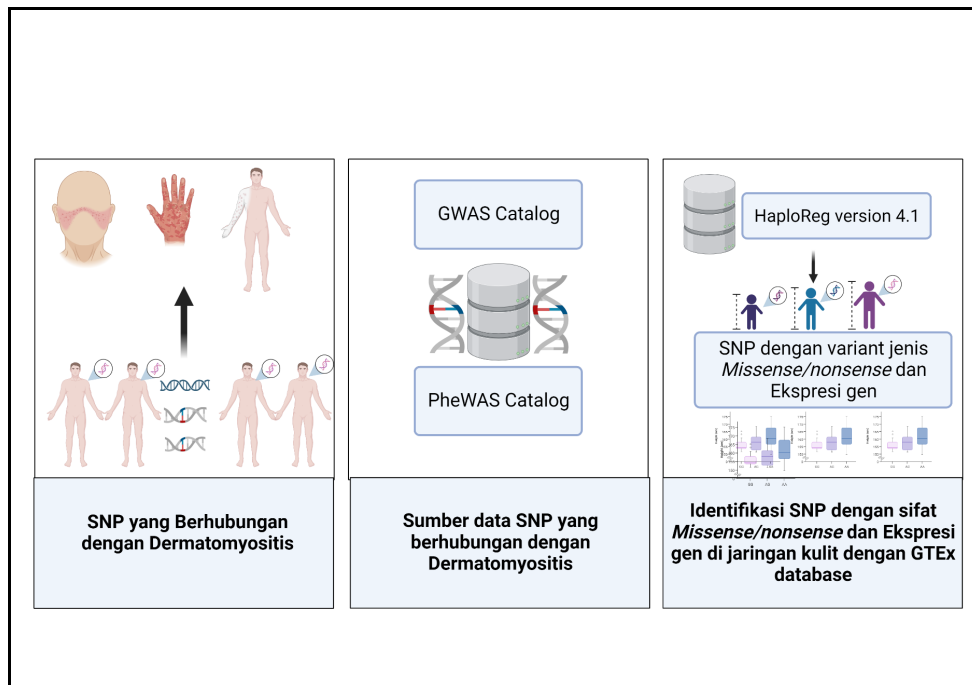 GWAS Catalog
PheWAS Catalog
HaploReg version 4.1
SNP dengan variant jenis
Missense/nonsense dan
Ekspresi gen
SNP yang Berhubungan
dengan Dermatomyositis
Sumber data SNP yang
berhubungan dengan
Dermatomyositis
Identifikasi SNP dengan sifat
Missense/nonsense dan Ekspresi
gen di jaringan kulit dengan GTEx
database